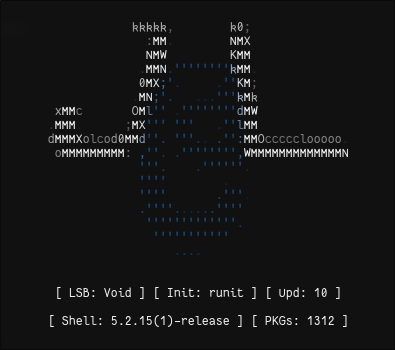 kkkkk,          k0;
:MM.         NMX
NMW         KMM
.MMN.'''''''''kMM.
0MX;'.      .KM;
.MN;'.   ...'''kMk
xMMc       OMl''.    ''''''dMW
.MMM       ;MX''.    .''''lMM
dMMMXolcod0MMd''. '''.. .''':MMOcccccclooooo.
oMMMMMMMMM: ,''. .''''''''',WMMMMMMMMMMMMMN
[ LSB: Void ] [ Init: runit ] [ Upd: 10 ]
[ Shell: 5.2.15(1)-release ] [ PKGs: 1312 ]